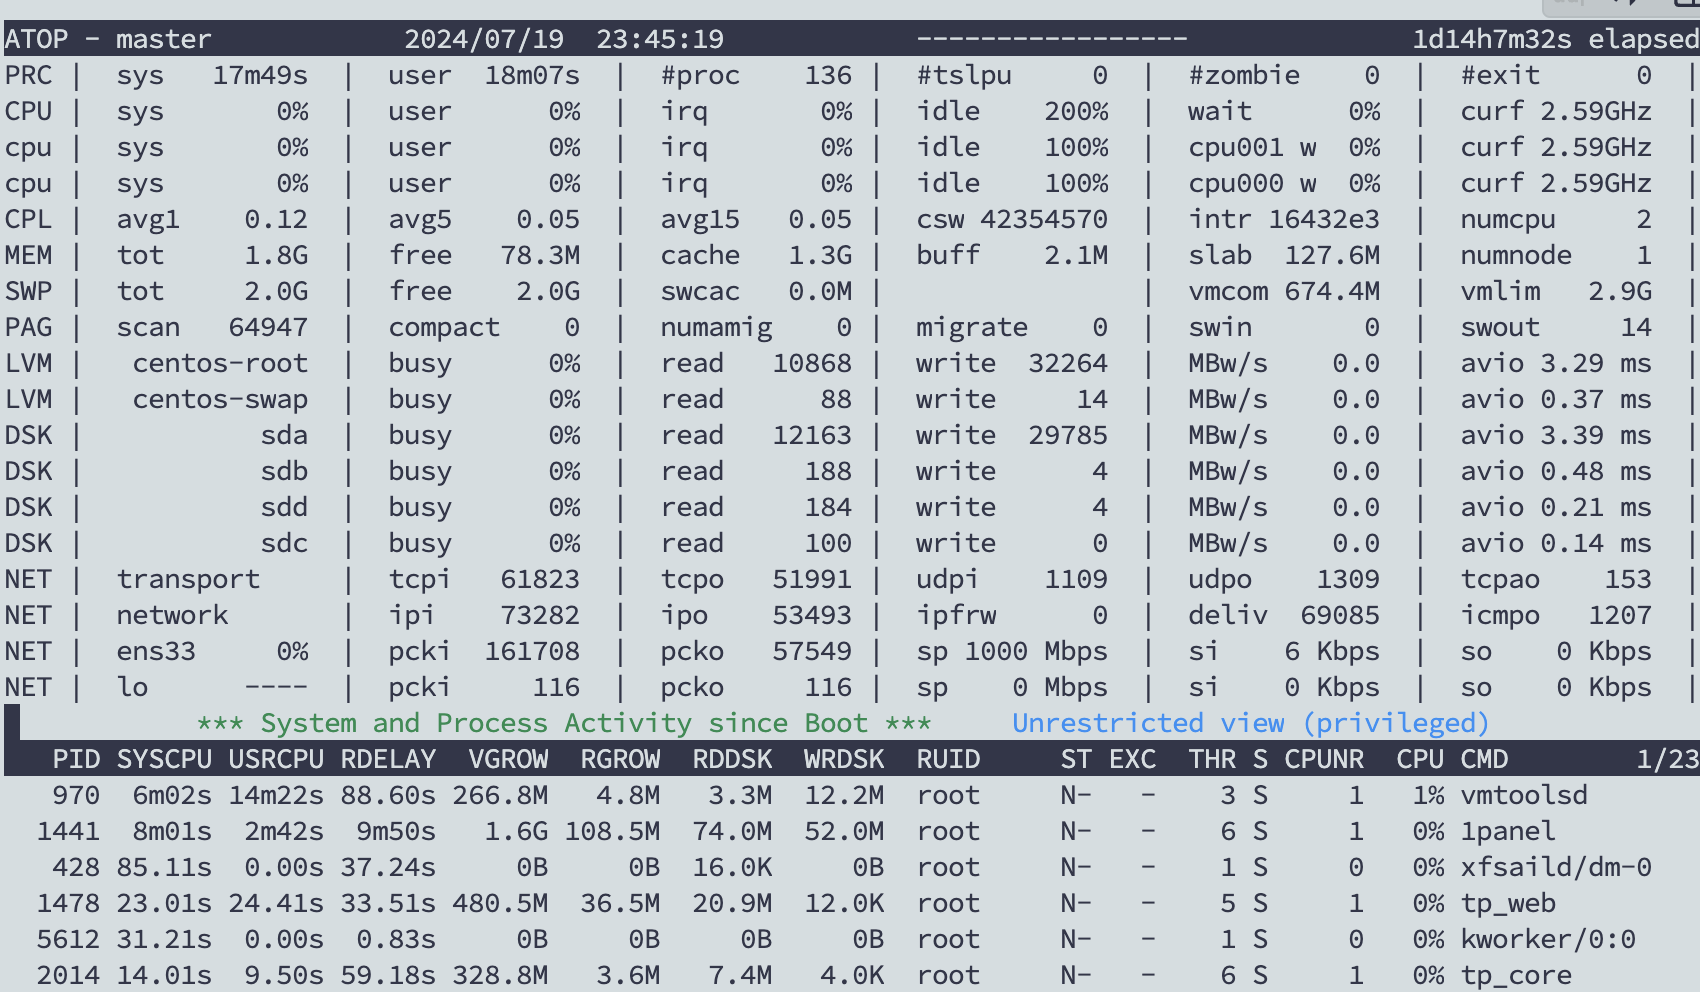 ATOP - master 2024/07/19 23:45:19 ----------------- 1d14h7m32s elapsed
PRC | sys 17m49s | user 18m07s | #proc 136 | #tslpu 0 | #zombie 0 | #exit 0 |
CPU | sys 0% | user 0% | irq 0% | idle 200% | wait 0% | curf 2.59GHz |
cpu | sys 0% | user 0% | irq 0% | idle 100% | cpu001 w 0% | curf 2.59GHz |
cpu | sys 0% | user 0% | irq 0% | idle 100% | cpu000 w 0% | curf 2.59GHz |
CPL | avg1 0.12 | avg5 0.05 | avg15 0.05 | csw 42354570 | intr 16432e3 | numcpu 2 |
MEM | tot 1.8G | free 78.3M | cache 1.3G | buff 2.1M | slab 127.6M | numnode 1 |
SWP | tot 2.0G | free 2.0G | swcac 0.0M | | vmcom 674.4M | vmlim 2.9G |
PAG | scan 64947 | compact 0 | numamig 0 | migrate 0 | swin 0 | swout 14 |
LVM | centos-root | busy 0% | read 10868 | write 32264 | MBw/s 0.0 | avio 3.29 ms |
LVM | centos-swap | busy 0% | read 88 | write 14 | MBw/s 0.0 | avio 0.37 ms |
DSK | sda | busy 0% | read 12163 | write 29785 | MBw/s 0.0 | avio 3.39 ms |
DSK | sdb | busy 0% | read 188 | write 4 | MBw/s 0.0 | avio 0.48 ms |
DSK | sdd | busy 0% | read 184 | write 4 | MBw/s 0.0 | avio 0.21 ms |
DSK | sdc | busy 0% | read 100 | write 0 | MBw/s 0.0 | avio 0.14 ms |
NET | transport | tcpi 61823 | tcpo 51991 | udpi 1109 | udpo 1309 | tcpao 153 |
NET | network | ipi 73282 | ipo 53493 | ipfrw 0 | deliv 69085 | icmpo 1207 |
NET | ens33 0% | pcki 161708 | pcko 57549 | sp 1000 Mbps | si 6 Kbps | so 0 Kbps |
NET | lo ---- | pcki 116 | pcko 116 | sp 0 Mbps | si 0 Kbps | so 0 Kbps |
*** System and Process Activity since Boot *** Unrestricted view (privileged)
PID SYSCPU USRCPU RDELAY VGROW RGROW RDDSK WRDSK RUID ST EXC THR S CPUNR CPU CMD 1/23
970 6m02s 14m22s 88.60s 266.8M 4.8M 3.3M 12.2M root N- - 3 S 1 1% vmtoolsd
1441 8m01s 2m42s 9m50s 1.6G 108.5M 74.0M 52.0M root N- - 6 S 1 0% 1panel
428 85.11s 0.00s 37.24s 0B 0B 16.0K 0B root N- - 1 S 0 0% xfsaild/dm-0
1478 23.01s 24.41s 33.51s 480.5M 36.5M 20.9M 12.0K root N- - 5 S 1 0% tp_web
5612 31.21s 0.00s 0.83s 0B 0B 0B 0B root N- - 1 S 0 0% kworker/0:0
2014 14.01s 9.50s 59.18s 328.8M 3.6M 7.4M 4.0K root N- - 6 S 1 0% tp_core